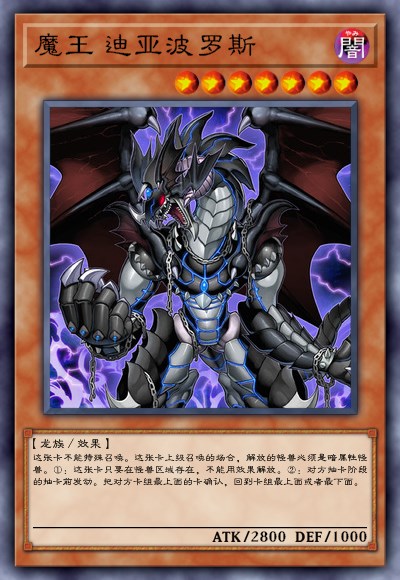 魔王 迪亚波罗斯
やみ
闇
【龙族／效果】
这张卡不能特殊召唤。这张卡上级召唤的场合，解放的怪兽必须是暗属性怪
兽。①：这张卡只要在怪兽区域存在，不能用效果解放。②：对方抽卡阶段
的抽卡前发动。把对方卡组最上面的卡确认，回到卡组最上面或者最下面。
ATK/2800 DEF/1000